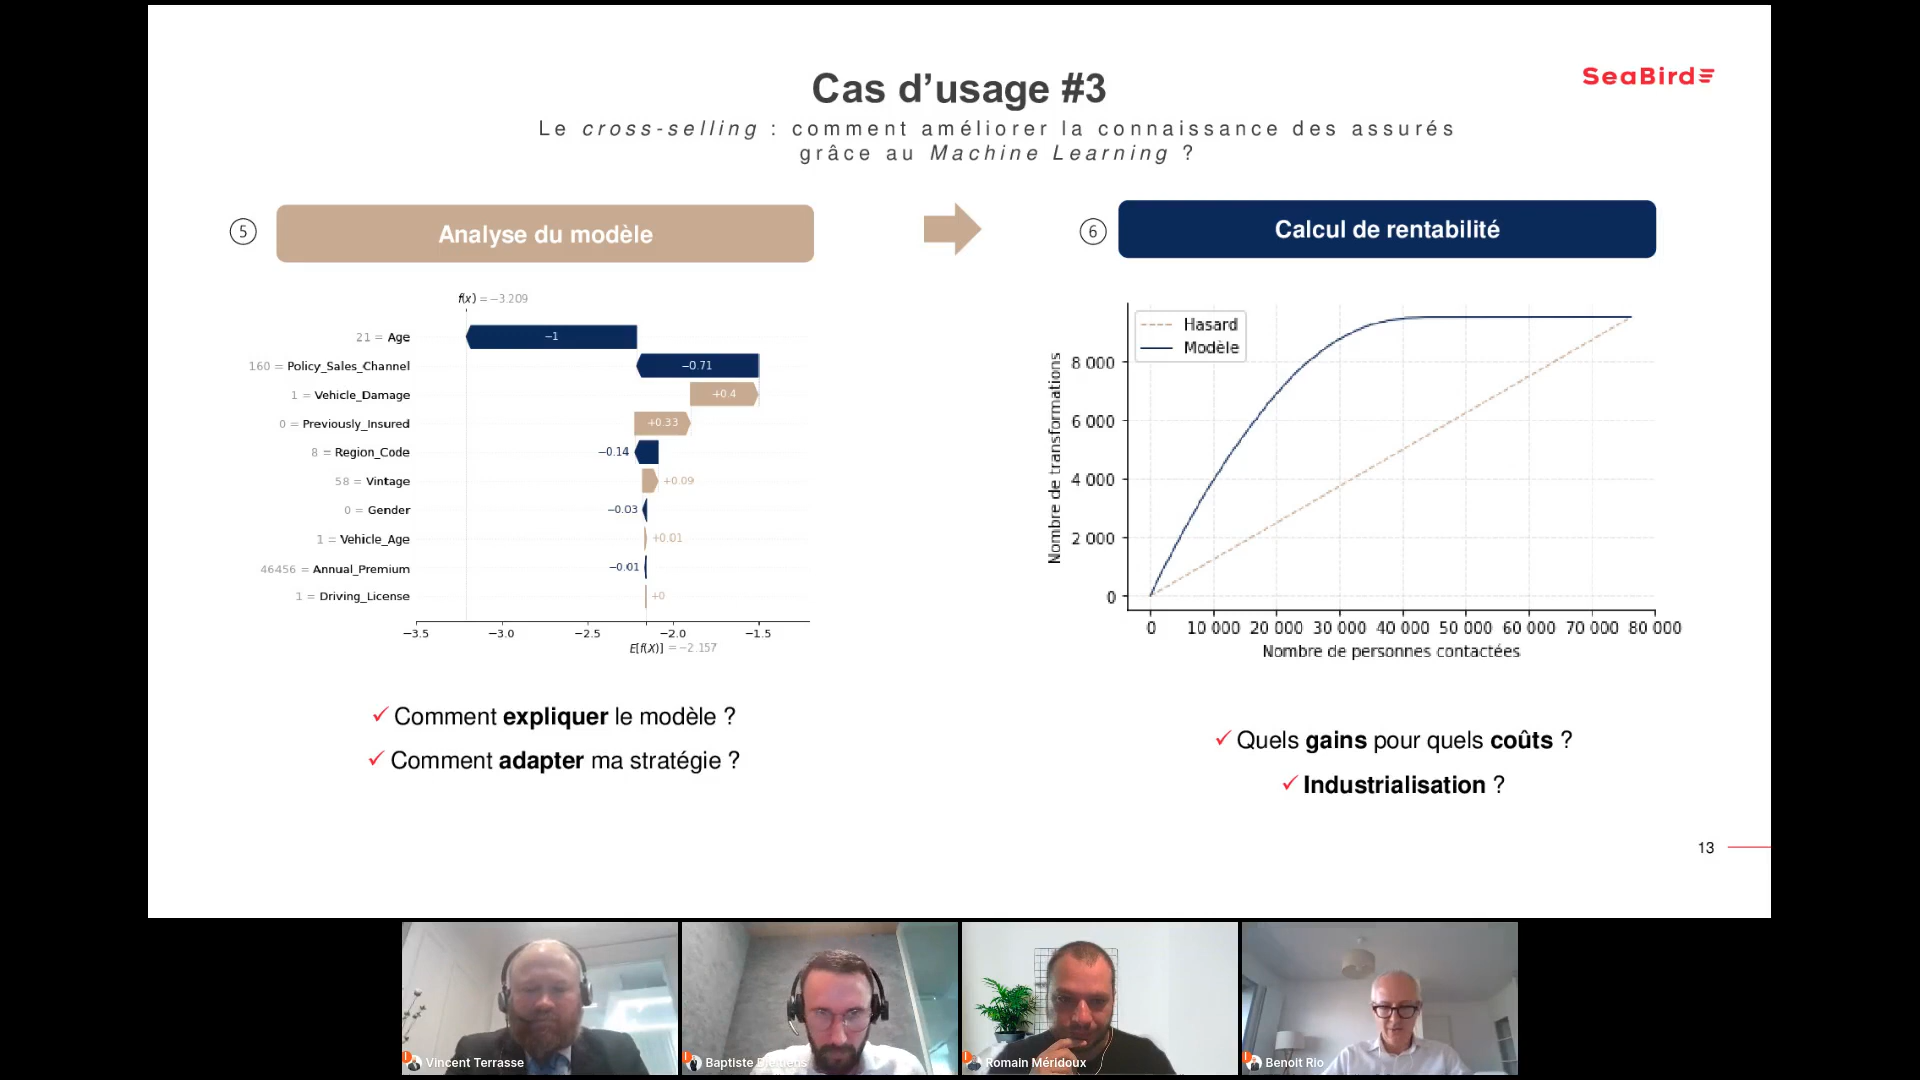 Cas d'usage #3
SeaBird
Le cross-selling : comment améliorer la connaissance des assurés
grâce au Machine Learning ?
5 Analyse du modèle
6 Calcul de rentabilité
f(x) = −3.209
21 = Age −1
160 = Policy_Sales_Channel −0.71
1 = Vehicle_Damage +0.4
0 = Previously_Insured +0.33
8 = Region_Code −0.14
58 = Vintage +0.09
0 = Gender −0.03
1 = Vehicle_Age +0.01
46456 = Annual_Premium −0.01
1 = Driving_License +0
−3.5 −3.0 −2.5 −2.0 −1.5
E[f(X)] = −2.157
Hasard
Modèle
Nombre de transformations
8 000
6 000
4 000
2 000
0
0 10 000 20 000 30 000 40 000 50 000 60 000 70 000 80 000
Nombre de personnes contactées
✓ Comment expliquer le modèle ?
✓ Comment adapter ma stratégie ?
✓ Quels gains pour quels coûts ?
✓ Industrialisation ?
13
Vincent Terrasse
Baptiste
Romain Méridoux
Benoit Rio